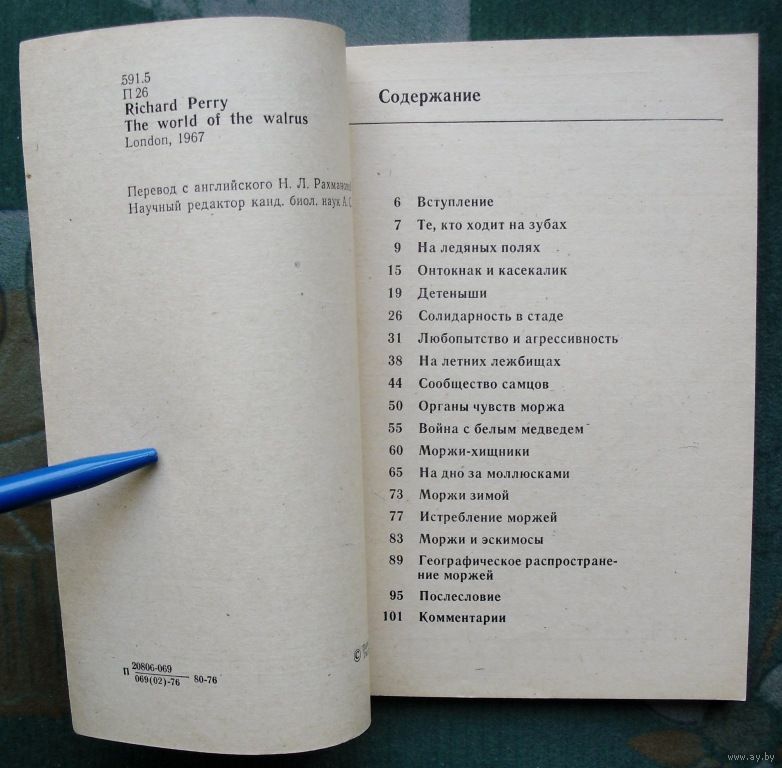 591.5
П 26
Richard Perry
The world of the walrus
London, 1967
Перевод с английского Н. Л.
Научный редактор канд. биол. наук А.
П 20806-069
069(02)-76 80-76
©
Содержание
6 Вступление
7 Те, кто ходит на зубах
9 На ледяных полях
15 Онтокнак и касекалик
19 Детеныши
26 Солидарность в стаде
31 Любопытство и агрессивность
38 На летних лежбищах
44 Сообщество самцов
50 Органы чувств моржа
55 Война с белым медведем
60 Моржи-хищники
65 На дно за моллюсками
73 Моржи зимой
77 Истребление моржей
83 Моржи и эскимосы
89 Географическое распростране-
ние моржей
95 Послесловие
101 Комментарии
www.ay.by